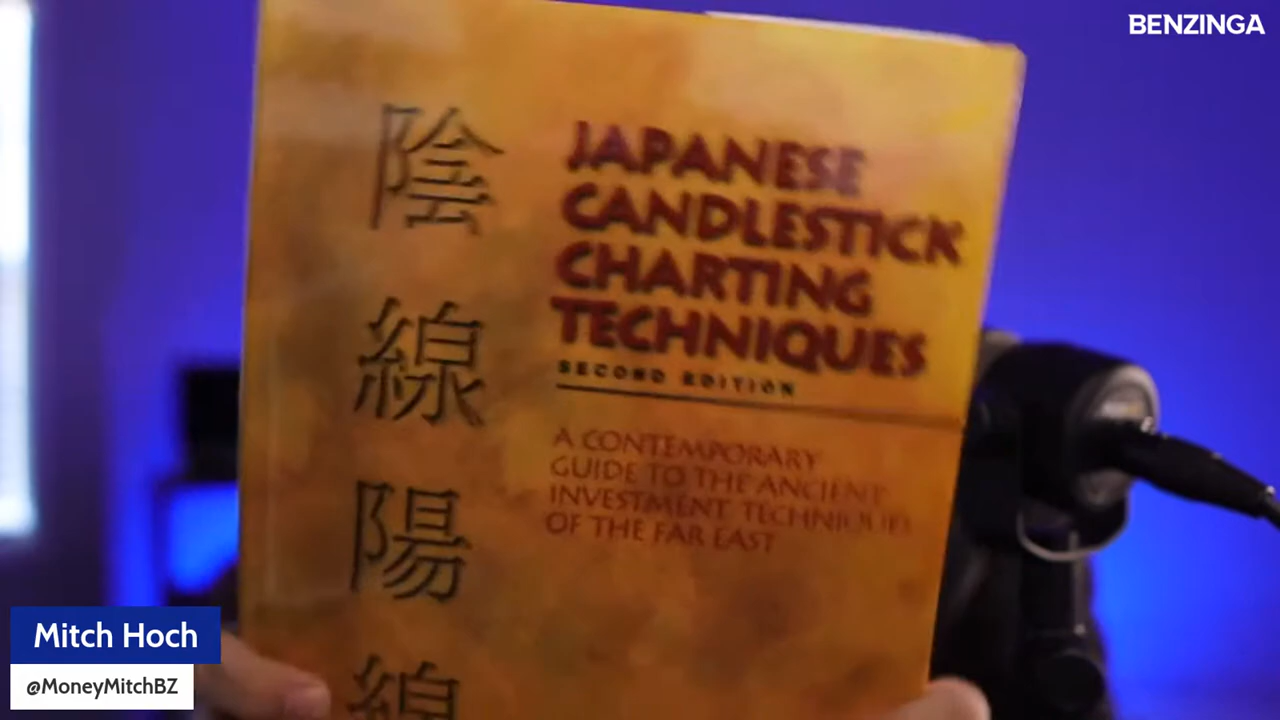 BENZINGA
陰線陽線
JAPANESE
CANDLESTICK
CHARTING
TECHNIQUES
SECOND EDITION
A CONTEMPORARY
GUIDE TO THE ANCIENT
INVESTMENT TECHNIQUES
OF THE FAR EAST
Mitch Hoch
@MoneyMitchBZ